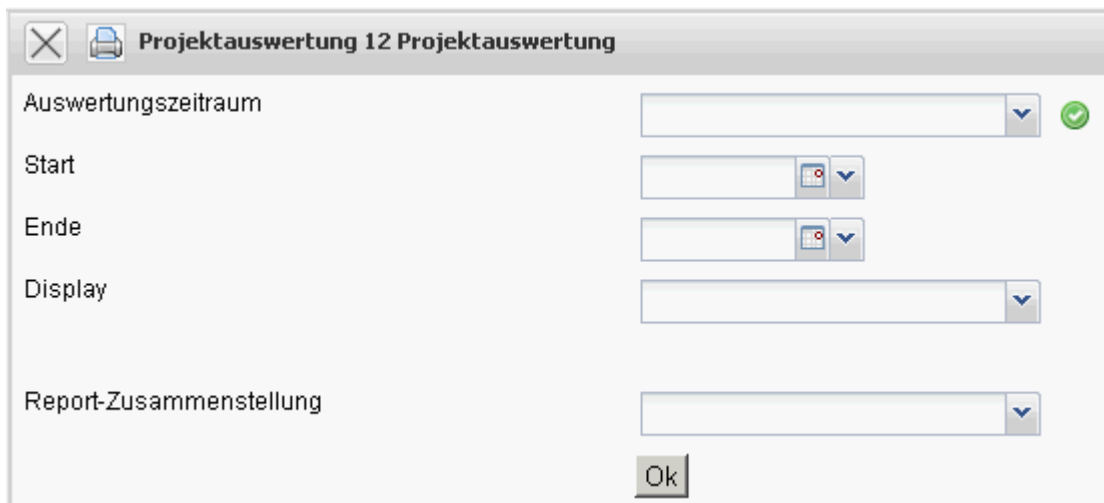 Projektauswertung 12 Projektauswertung
Auswertungszeitraum
Start
Ende
Display
Report-Zusammenstellung
Ok